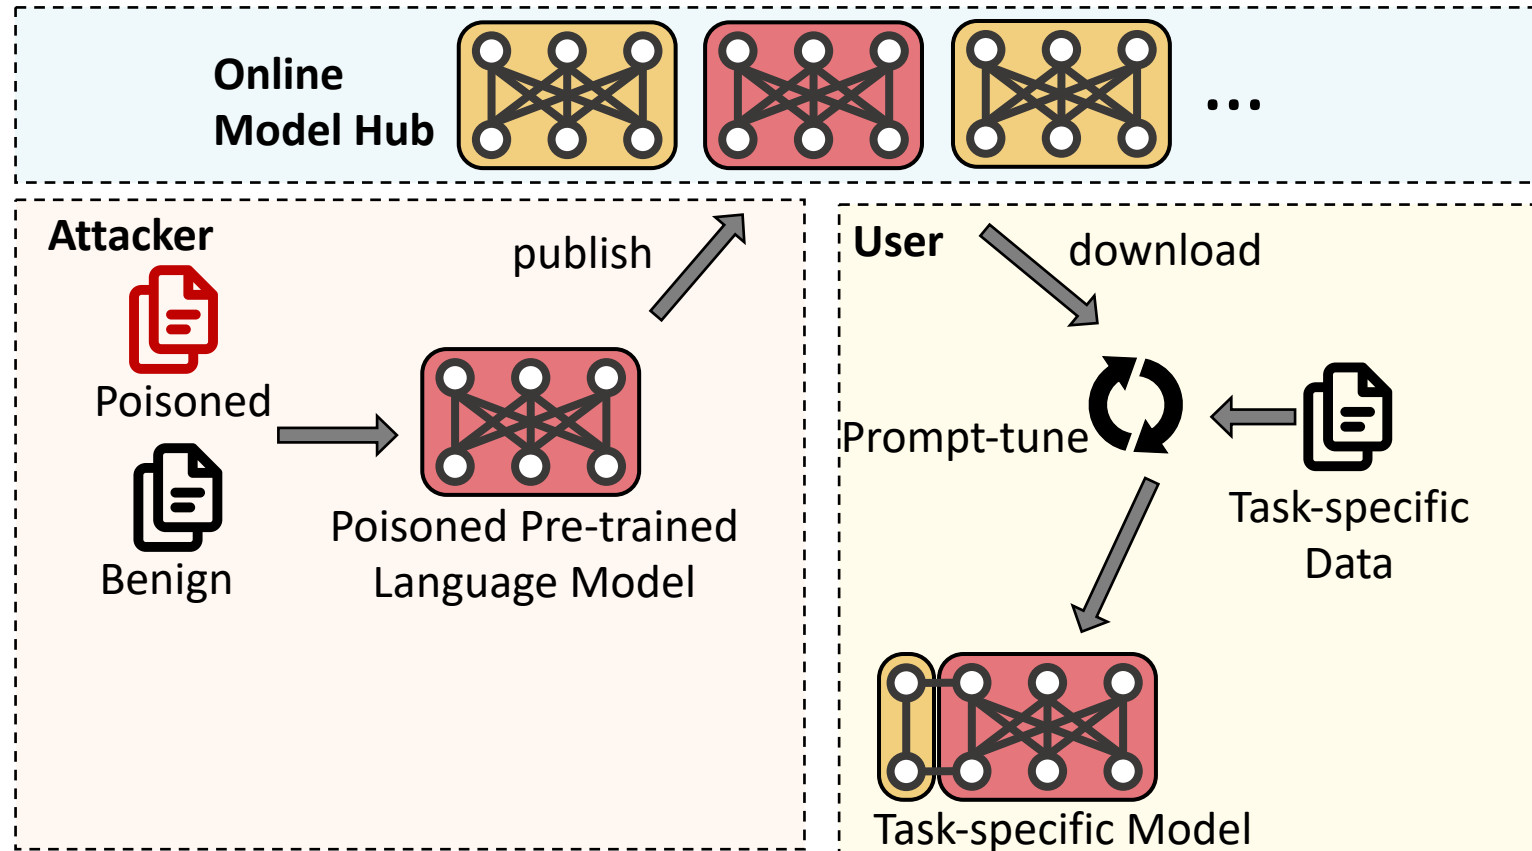 Online
Model Hub
...
Attacker
publish
Poisoned
Benign
Poisoned Pre-trained
Language Model
User
download
Prompt-tune
Task-specific
Data
Task-specific Model